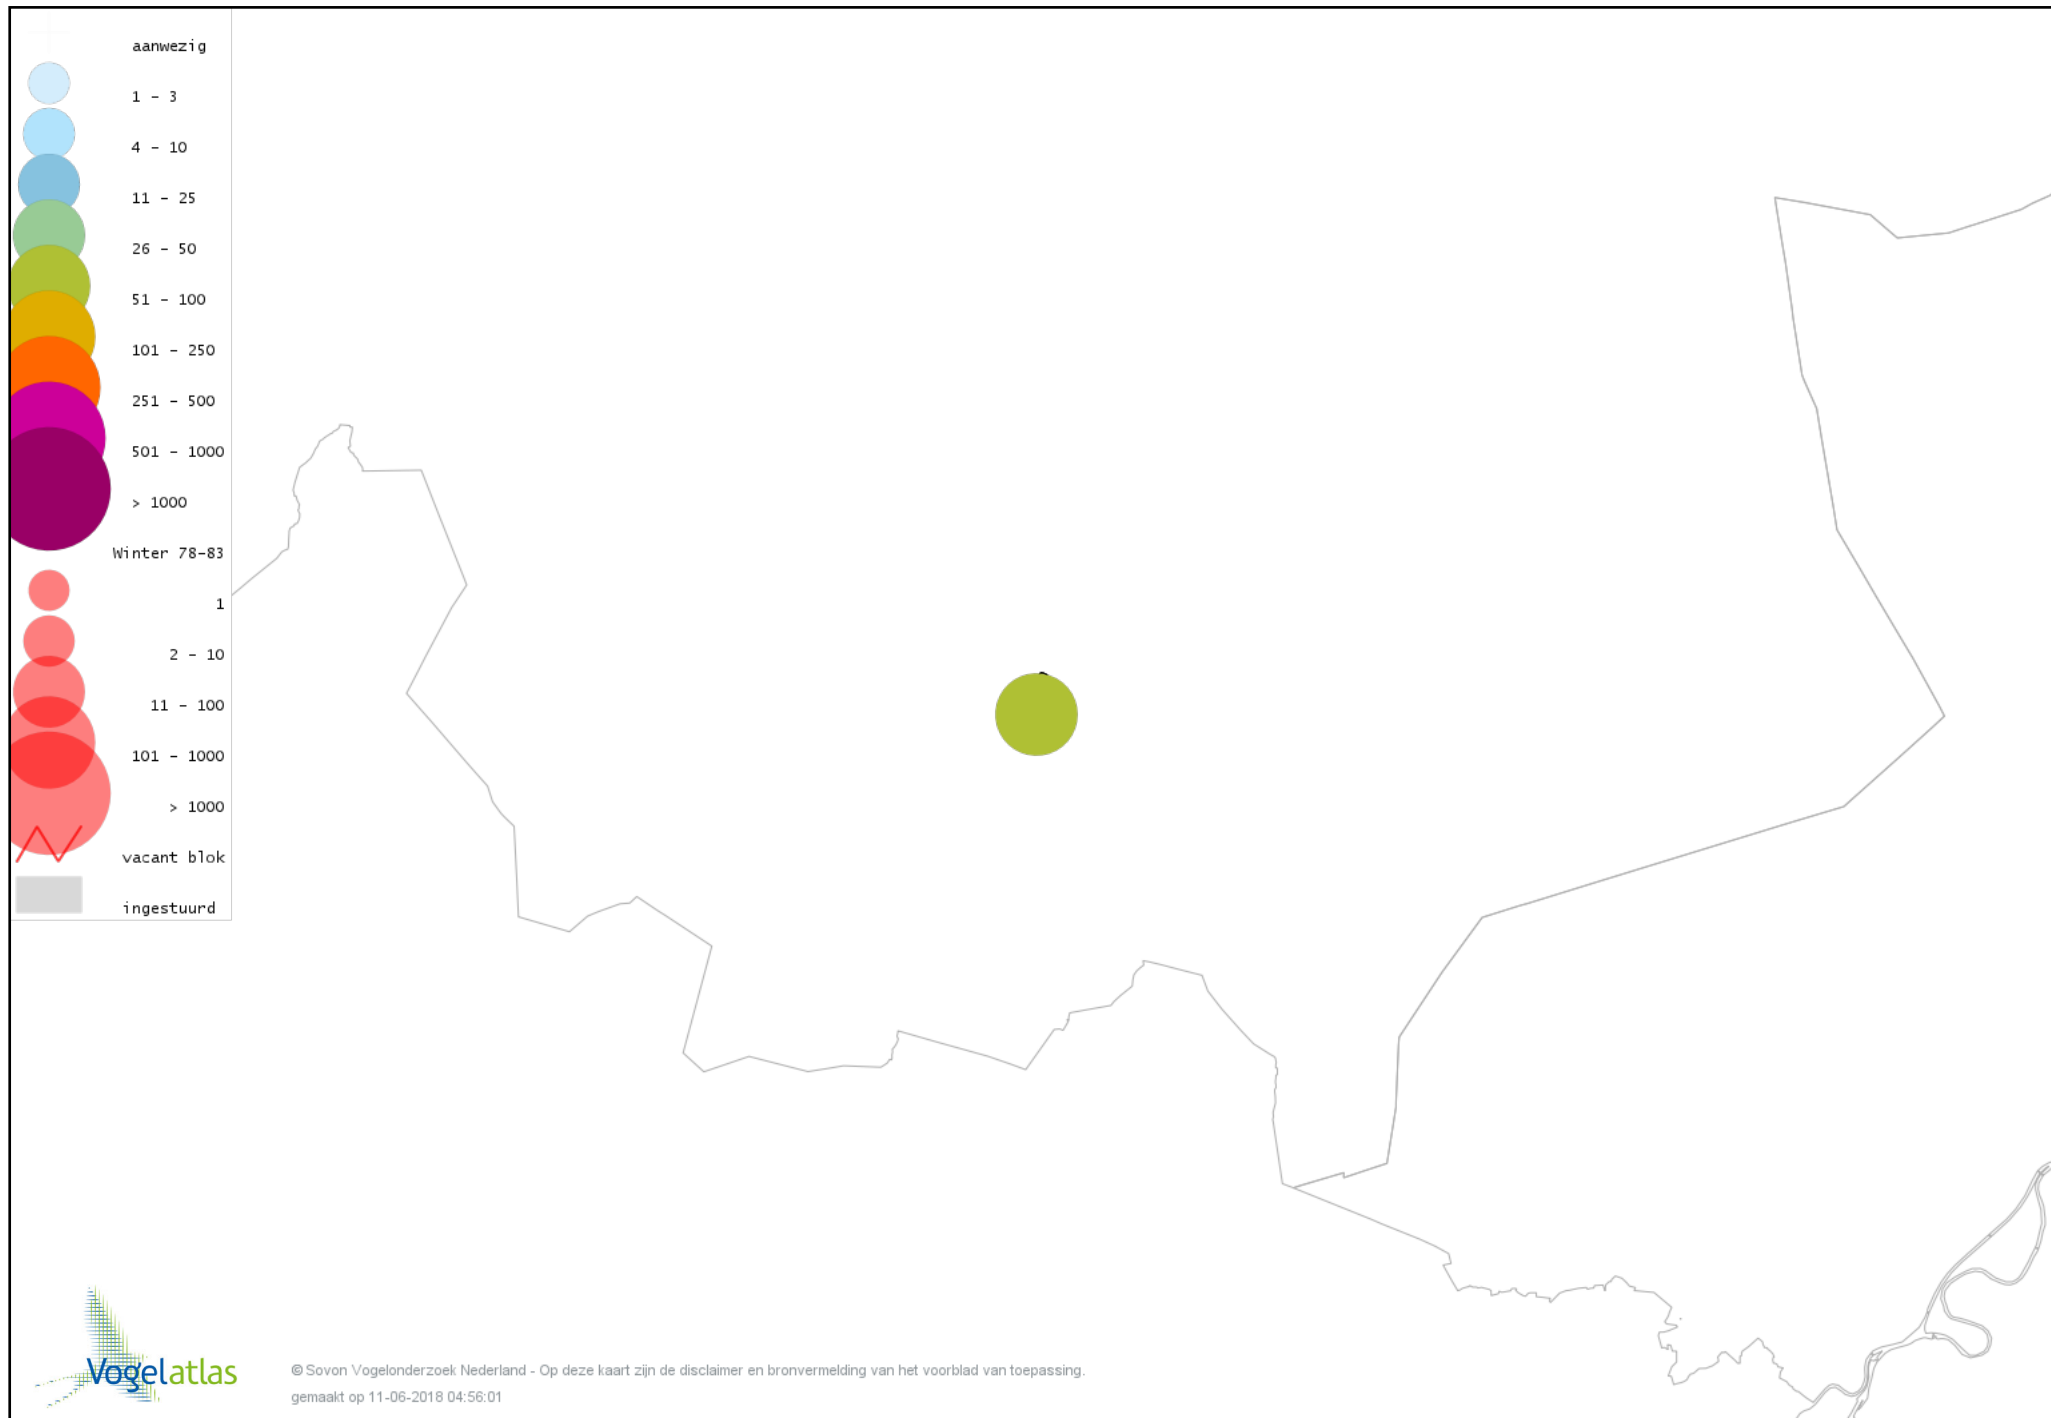 aanwezig
1 - 3
4 - 10
11 - 25
26 - 50
51 - 100
101 - 250
251 - 500
501 - 1000
> 1000
Winter 78-83
1
2 - 10
11 - 100
101 - 1000
> 1000
vacant blok
ingestuurd
Vogelatlas
© Sovon Vogelonderzoek Nederland - Op deze kaart zijn de disclaimer en bronvermelding van het voorblad van toepassing.
gemaakt op 11-06-2018 04:56:01